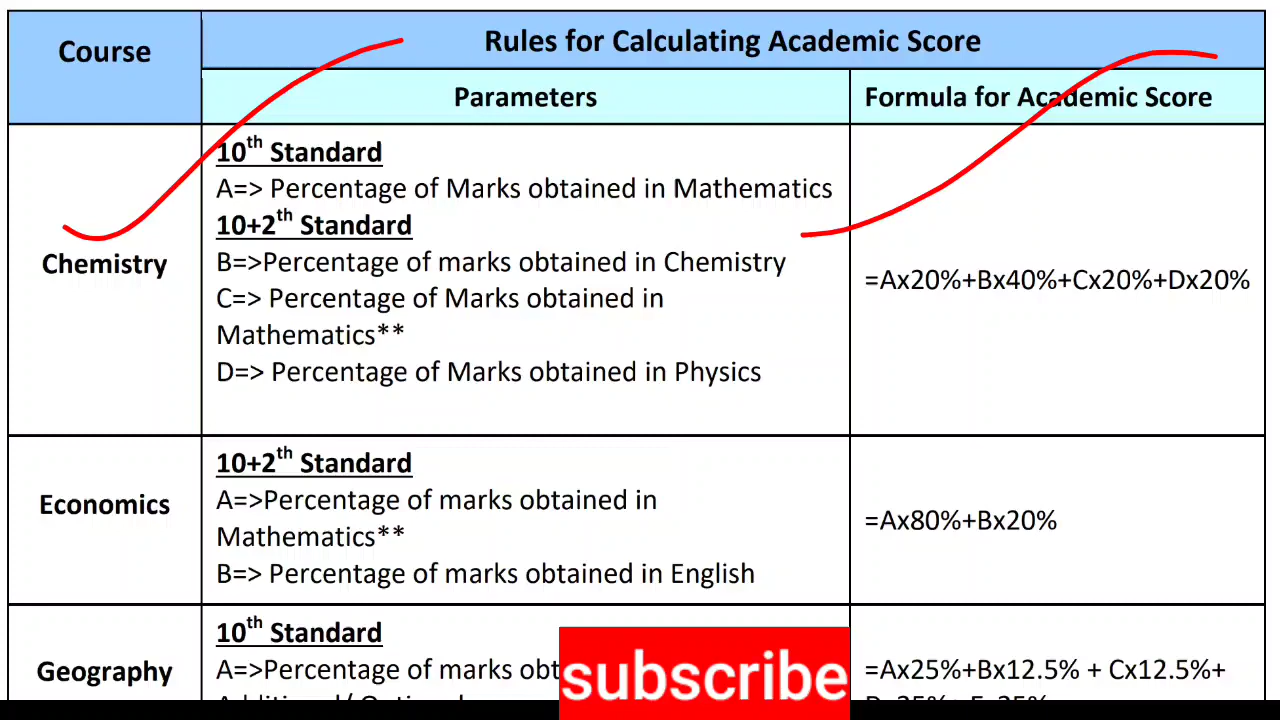 Course
Rules for Calculating Academic Score
Parameters
Formula for Academic Score
Chemistry
10th Standard
A=> Percentage of Marks obtained in Mathematics
10+2th Standard
B=>Percentage of marks obtained in Chemistry
C=> Percentage of Marks obtained in
Mathematics**
D=> Percentage of Marks obtained in Physics
=Ax20%+Bx40%+Cx20%+Dx20%
Economics
10+2th Standard
A=>Percentage of marks obtained in
Mathematics**
B=> Percentage of marks obtained in English
=Ax80%+Bx20%
Geography
10th Standard
A=>Percentage of marks
=Ax25%+Bx12.5% + Cx12.5%+
subscribe